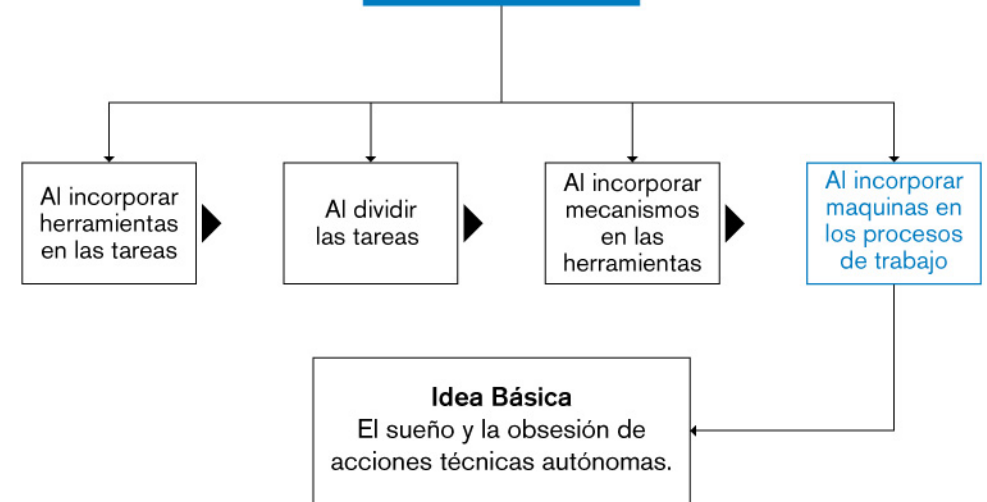 Al incorporar
herramientas
en las tareas
Al dividir
las tareas
Al incorporar
mecanismos
en las
herramientas
Al incorporar
maquinas en
los procesos
de trabajo
Idea Básica
El sueño y la obsesión de
acciones técnicas autónomas.